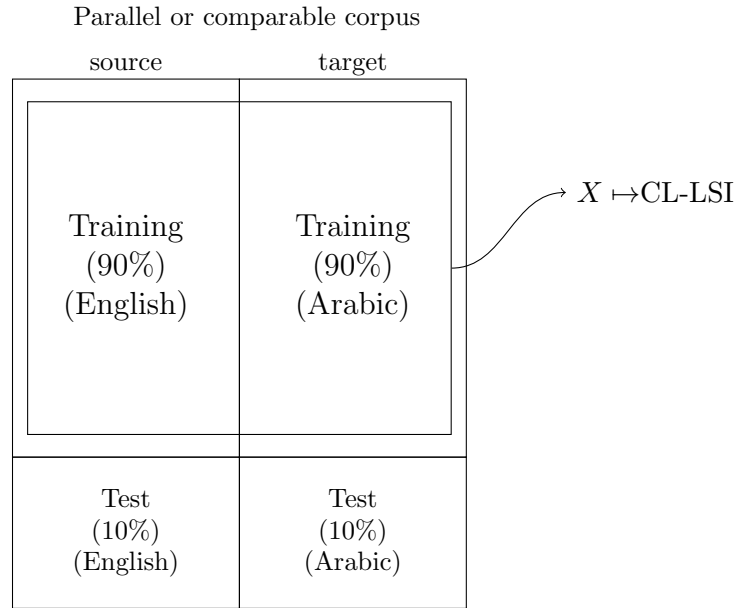 Parallel or comparable corpus
source target
Training
(90%)
(English)
Training
(90%)
(Arabic)
X ↦CL-LSI
Test
(10%)
(English)
Test
(10%)
(Arabic)